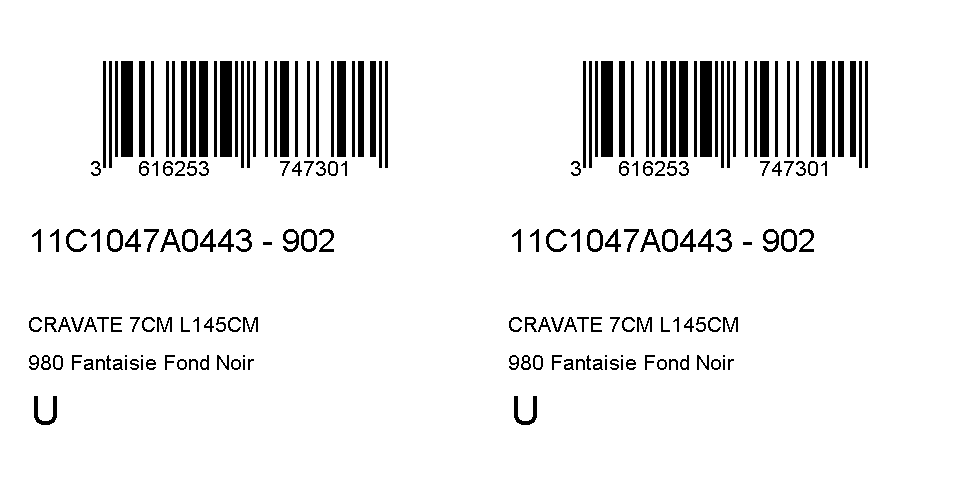 3 616253 747301
11C1047A0443 - 902
CRAVATE 7CM L145CM
980 Fantaisie Fond Noir
U
3 616253 747301
11C1047A0443 - 902
CRAVATE 7CM L145CM
980 Fantaisie Fond Noir
U